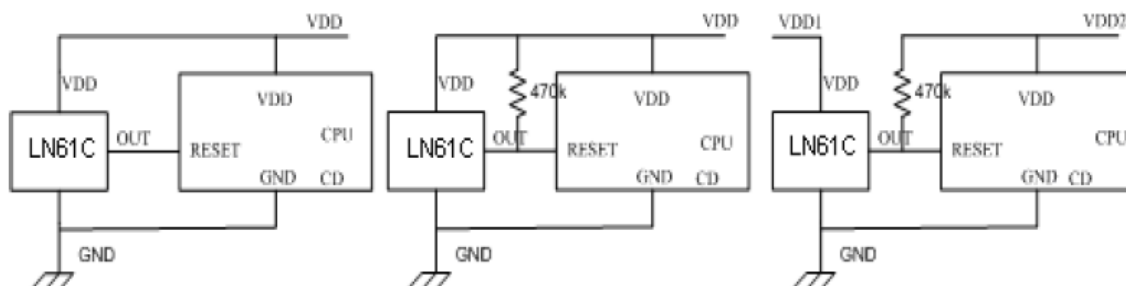 VDD
VDD
VDD
LN61C
OUT
RESET
CPU
GND
CD
GND
VDD
VDD
470k
VDD
LN61C
OUT
RESET
CPU
GND
CD
GND
VDD1
VDD2
VDD
470k
VDD
LN61C
OUT
RESET
CPU
GND
CD
GND